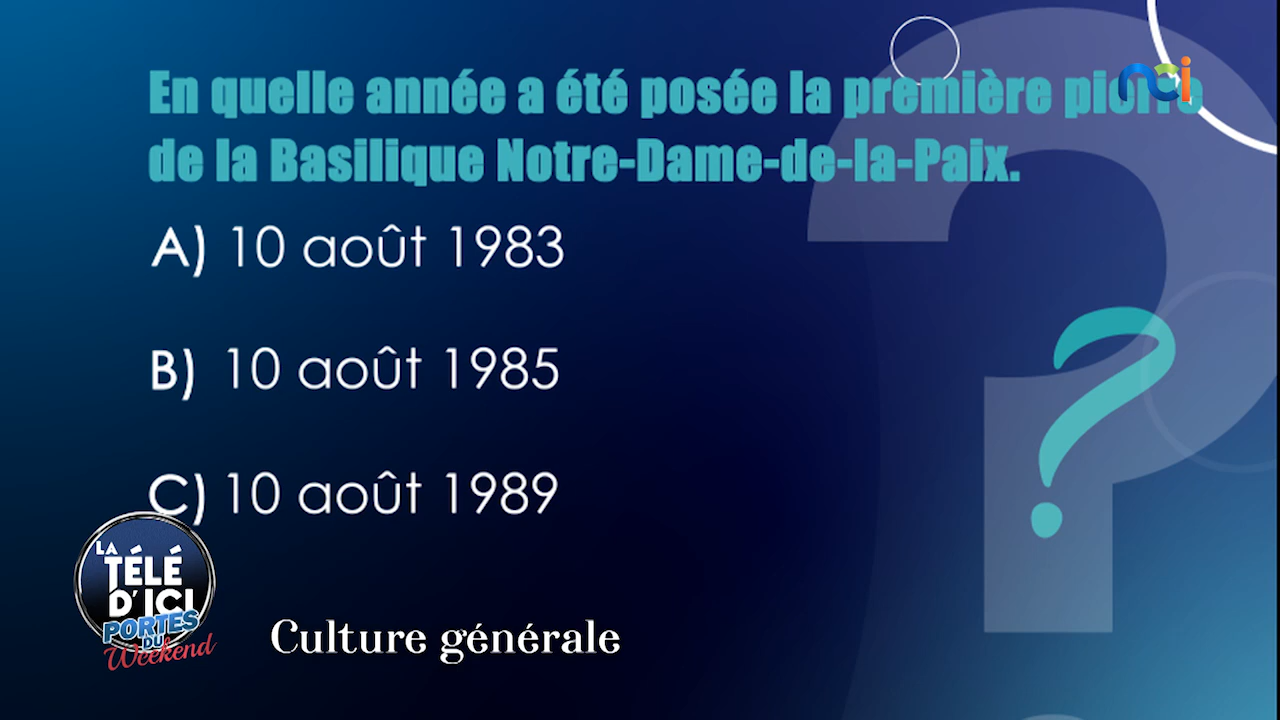 En quelle année a été posée la première pierre
de la Basilique Notre-Dame-de-la-Paix.
nci
A) 10 août 1983
B) 10 août 1985
C) 10 août 1989
LA
TÉLÉ
D'ICI
PORTES
DU
Weekend
Culture générale